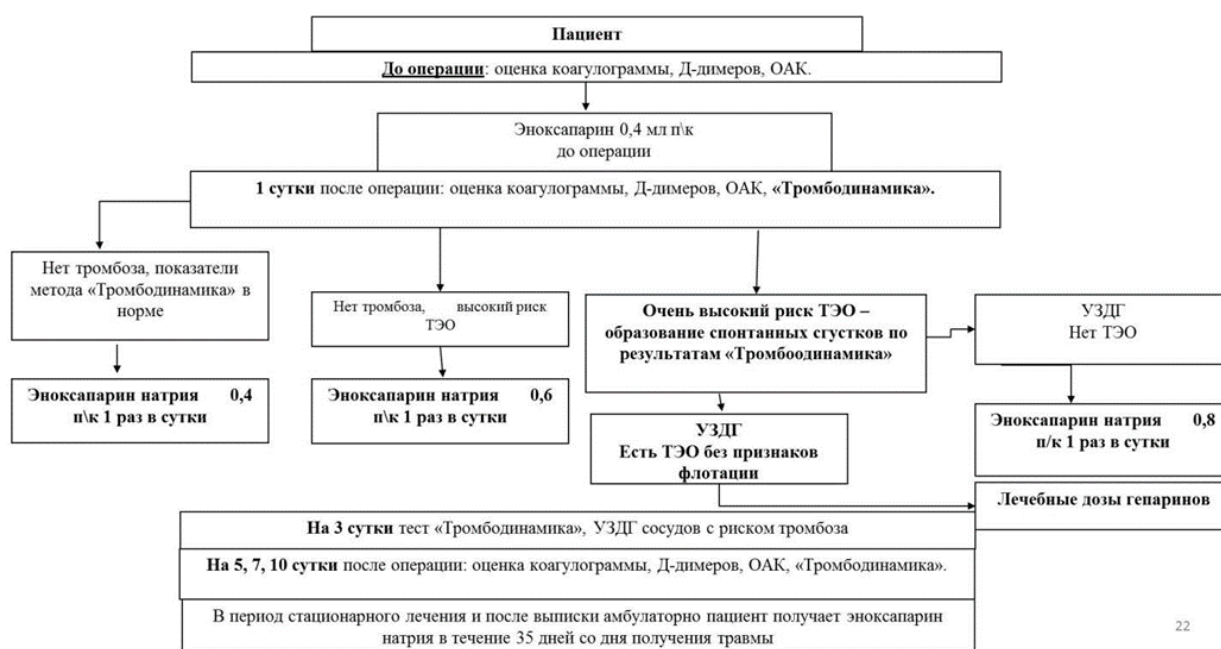 Пациент
До операции: оценка коагулограммы, Д-димеров, ОАК.
Эноксапарин 0,4 мл п\к
до операции
1 сутки после операции: оценка коагулограммы, Д-димеров, ОАК, «Тромбодинамика».
Нет тромбоза, показатели
метода «Тромбодинамика» в
норме
Эноксапарин натрия 0,4
п\к 1 раз в сутки
Нет тромбоза, высокий риск
ТЭО
Эноксапарин натрия 0,6
п\к 1 раз в сутки
Очень высокий риск ТЭО –
образование спонтанных сгустков по
результатам «Тромбоодинамика»
УЗДГ
Нет ТЭО
Эноксапарин натрия 0,8
п/к 1 раз в сутки
УЗДГ
Есть ТЭО без признаков
флотации
Лечебные дозы гепаринов
На 3 сутки тест «Тромбодинамика», УЗДГ сосудов с риском тромбоза
На 5, 7, 10 сутки после операции: оценка коагулограммы, Д-димеров, ОАК, «Тромбодинамика».
В период стационарного лечения и после выписки амбулаторно пациент получает эноксапарин
натрия в течение 35 дней со дня получения травмы
22